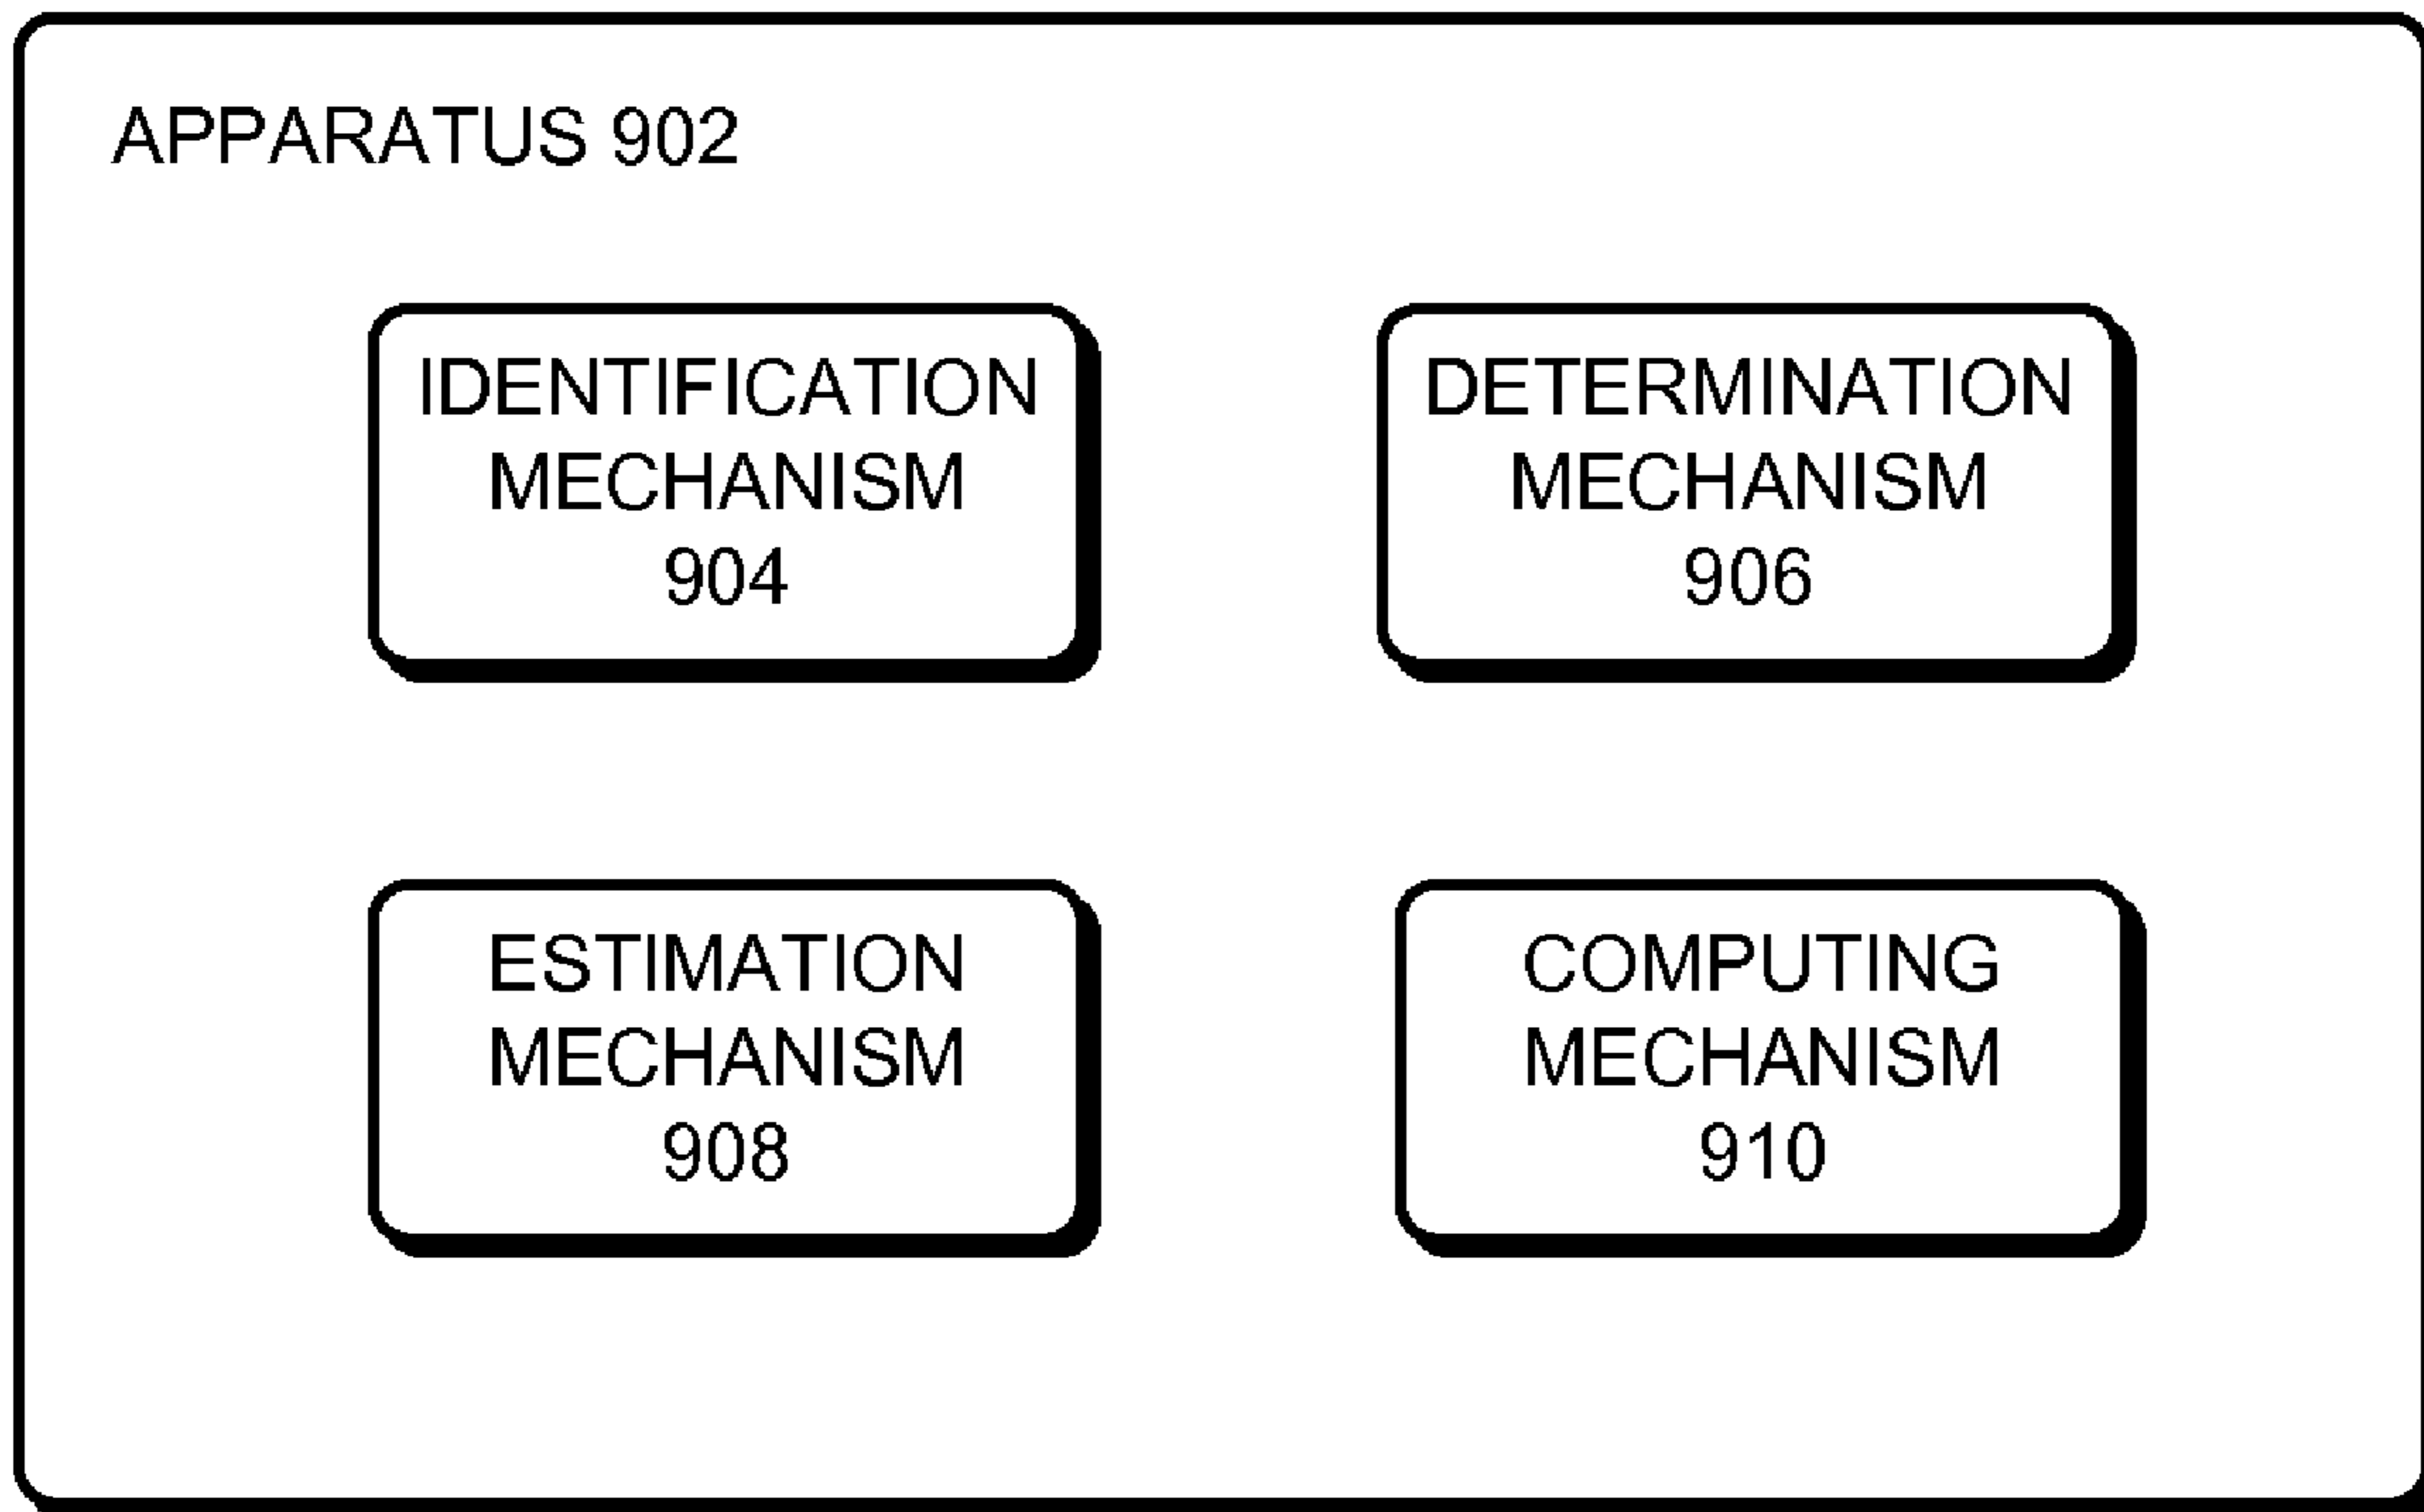 APPARATUS 902
IDENTIFICATION
MECHANISM
904
DETERMINATION
MECHANISM
906
ESTIMATION
MECHANISM
908
COMPUTING
MECHANISM
910